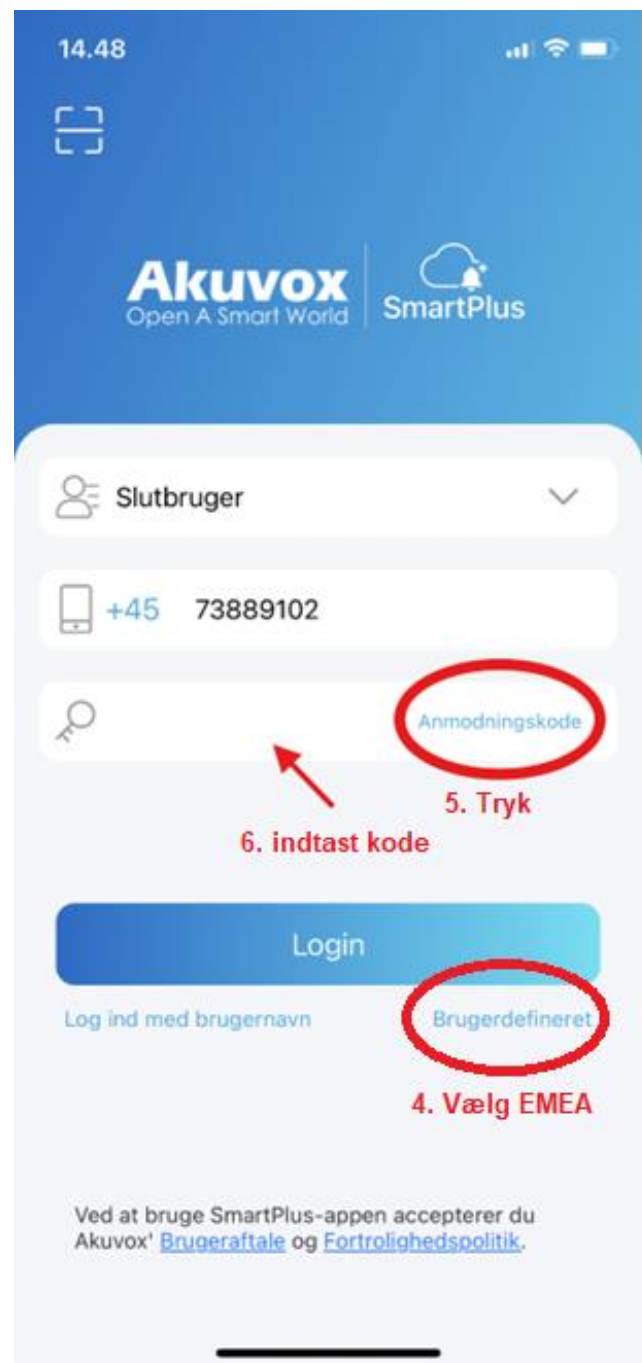 14.48
Akuvox
Open A Smart World
SmartPlus
Slutbruger
+45 73889102
Anmodningskode
5. Tryk
6. indtast kode
Login
Log ind med brugernavn
Brugerdefineret
4. Vælg EMEA
Ved at bruge SmartPlus-appen accepterer du
Akuvox' Brugeraftale og Fortrolighedspolitik.